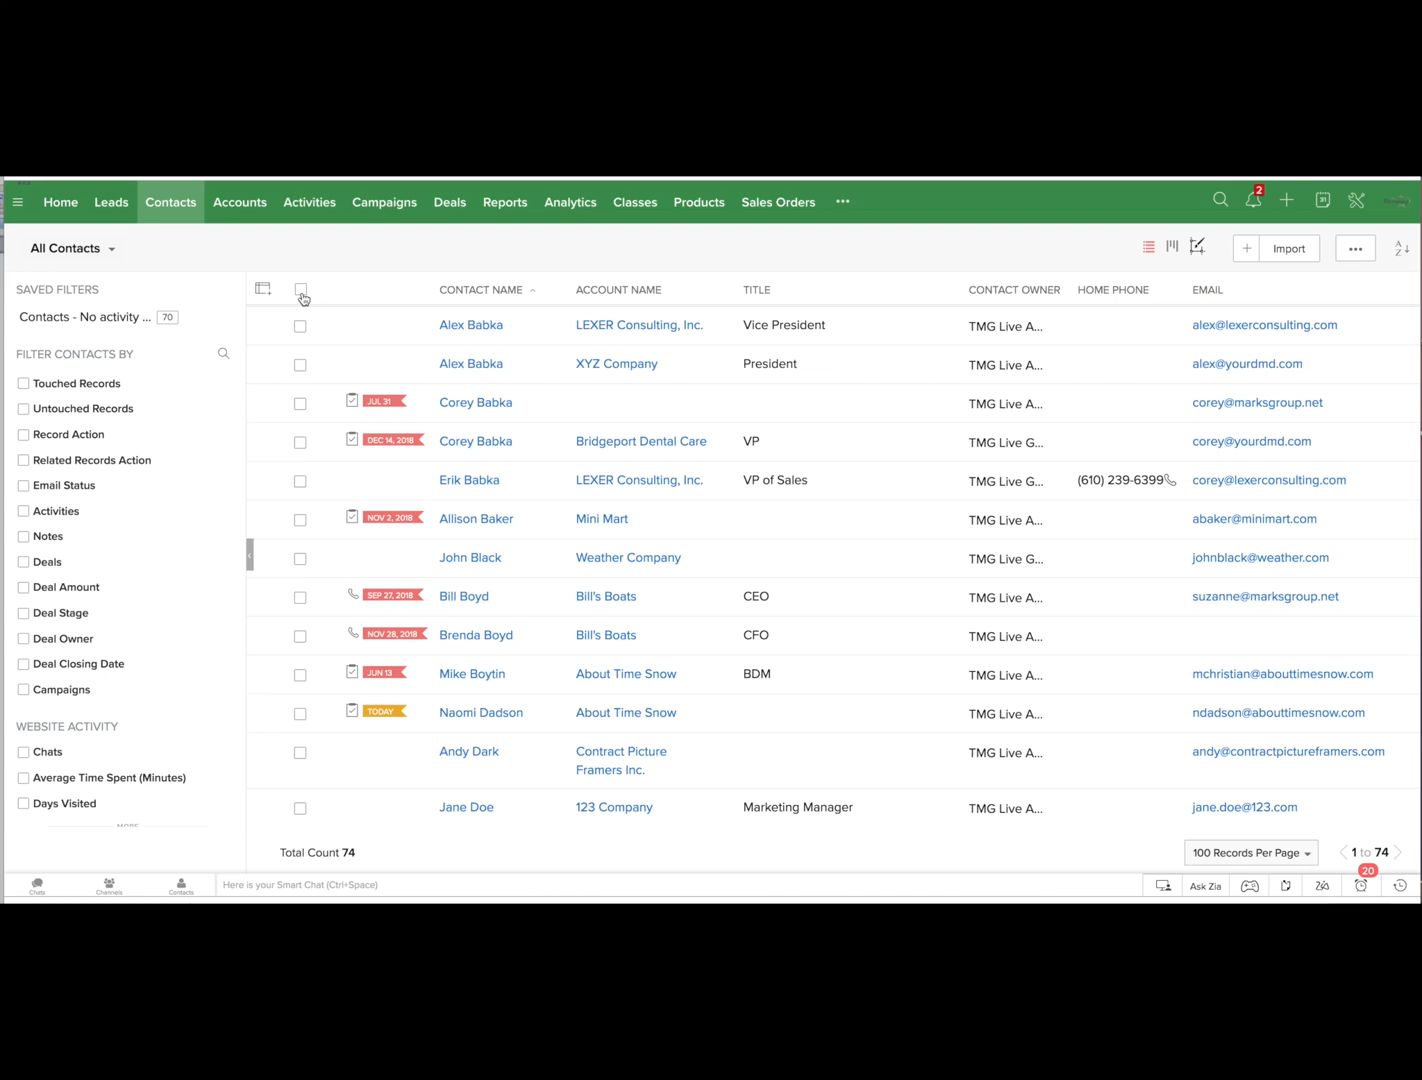 Home Leads Contacts Accounts Activities Campaigns Deals Reports Analytics Classes Products Sales Orders ••• 2 31
All Contacts Import •••
SAVED FILTERS
Contacts - No activity ... 70
FILTER CONTACTS BY
Touched Records
Untouched Records
Record Action
Related Records Action
Email Status
Activities
Notes
Deals
Deal Amount
Deal Stage
Deal Owner
Deal Closing Date
Campaigns
WEBSITE ACTIVITY
Chats
Average Time Spent (Minutes)
Days Visited
MORE
CONTACT NAME ACCOUNT NAME TITLE CONTACT OWNER HOME PHONE EMAIL
Alex Babka LEXER Consulting, Inc. Vice President TMG Live A... alex@lexerconsulting.com
Alex Babka XYZ Company President TMG Live A... alex@yourdmd.com
JUL 31 Corey Babka TMG Live A... corey@marksgroup.net
DEC 14, 2018 Corey Babka Bridgeport Dental Care VP TMG Live G... corey@yourdmd.com
Erik Babka LEXER Consulting, Inc. VP of Sales TMG Live G... (610) 239-6399 corey@lexerconsulting.com
NOV 2, 2018 Allison Baker Mini Mart TMG Live A... abaker@minimart.com
John Black Weather Company TMG Live G... johnblack@weather.com
SEP 27, 2018 Bill Boyd Bill's Boats CEO TMG Live A... suzanne@marksgroup.net
NOV 28, 2018 Brenda Boyd Bill's Boats CFO TMG Live A...
JUN 13 Mike Boytin About Time Snow BDM TMG Live A... mchristian@abouttimesnow.com
TODAY Naomi Dadson About Time Snow TMG Live A... ndadson@abouttimesnow.com
Andy Dark Contract Picture TMG Live A... andy@contractpictureframers.com
Framers Inc.
Jane Doe 123 Company Marketing Manager TMG Live A... jane.doe@123.com
Total Count 74 100 Records Per Page 1 to 74
20
Chats Channels Contacts Here is your Smart Chat (Ctrl+Space) Ask Zia